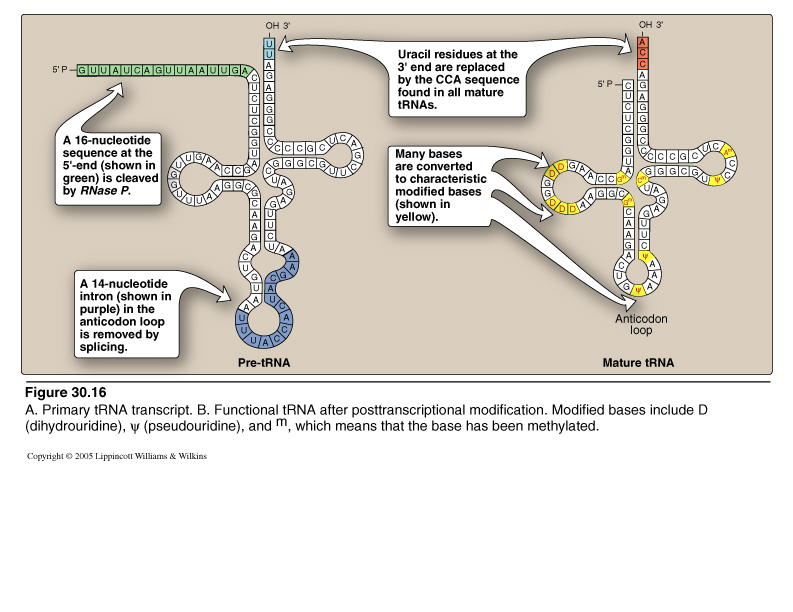 OH 3'
U
U
A
G
A
G
G
G
C
5' P
GUUAUCAGUUAAUUGA
A 16-nucleotide
sequence at the
5'-end (shown in
green) is cleaved
by RNase P.
A 14-nucleotide
intron (shown in
purple) in the
anticodon loop
is removed by
splicing.
Pre-tRNA
Uracil residues at the
3' end are replaced
by the CCA sequence
found in all mature
tRNAs.
Many bases
are converted
to characteristic
modified bases
(shown in
yellow).
OH 3'
A
C
C
A
G
A
G
G
G
C
5' P
Anticodon
loop
Mature tRNA
Figure 30.16
A. Primary tRNA transcript. B. Functional tRNA after posttranscriptional modification. Modified bases include D
(dihydrouridine), ψ (pseudouridine), and m, which means that the base has been methylated.
Copyright © 2005 Lippincott Williams & Wilkins